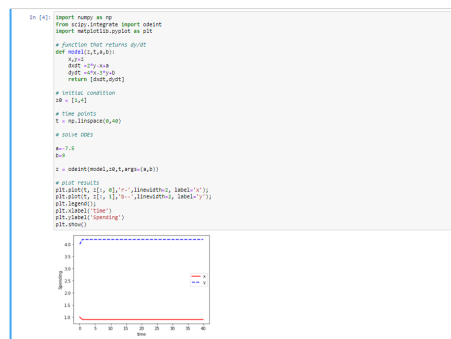 In [4]: import numpy as np
from scipy.integrate import odeint
import matplotlib.pyplot as plt
# function that returns dy/dt
def model(z,t,a,b):
x,y=z
dxdt =2*y-x+a
dydt =4*x-3*y+b
return [dxdt,dydt]
# initial condition
z0 = [1,4]
# time points
t = np.linspace(0,40)
# solve ODEs
a=-7.5
b=9
z = odeint(model,z0,t,args=(a,b))
# plot results
plt.plot(t, z[:, 0],'r-',linewidth=2, label='x');
plt.plot(t, z[:, 1],'b--',linewidth=2, label='y');
plt.legend();
plt.xlabel('time')
plt.ylabel('Spending')
plt.show()
4.0
3.5
3.0
2.5
2.0
1.5
1.0
Spending
x
y
0 5 10 15 20 25 30 35 40
time